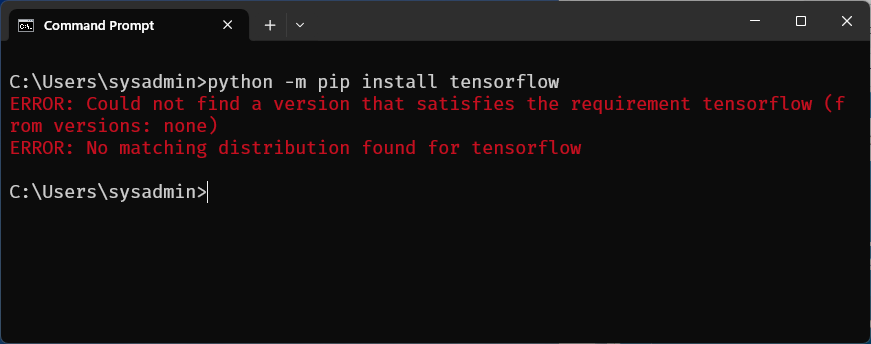 Command Prompt
C:\Users\sysadmin>python -m pip install tensorflow
ERROR: Could not find a version that satisfies the requirement tensorflow (f
rom versions: none)
ERROR: No matching distribution found for tensorflow
C:\Users\sysadmin>